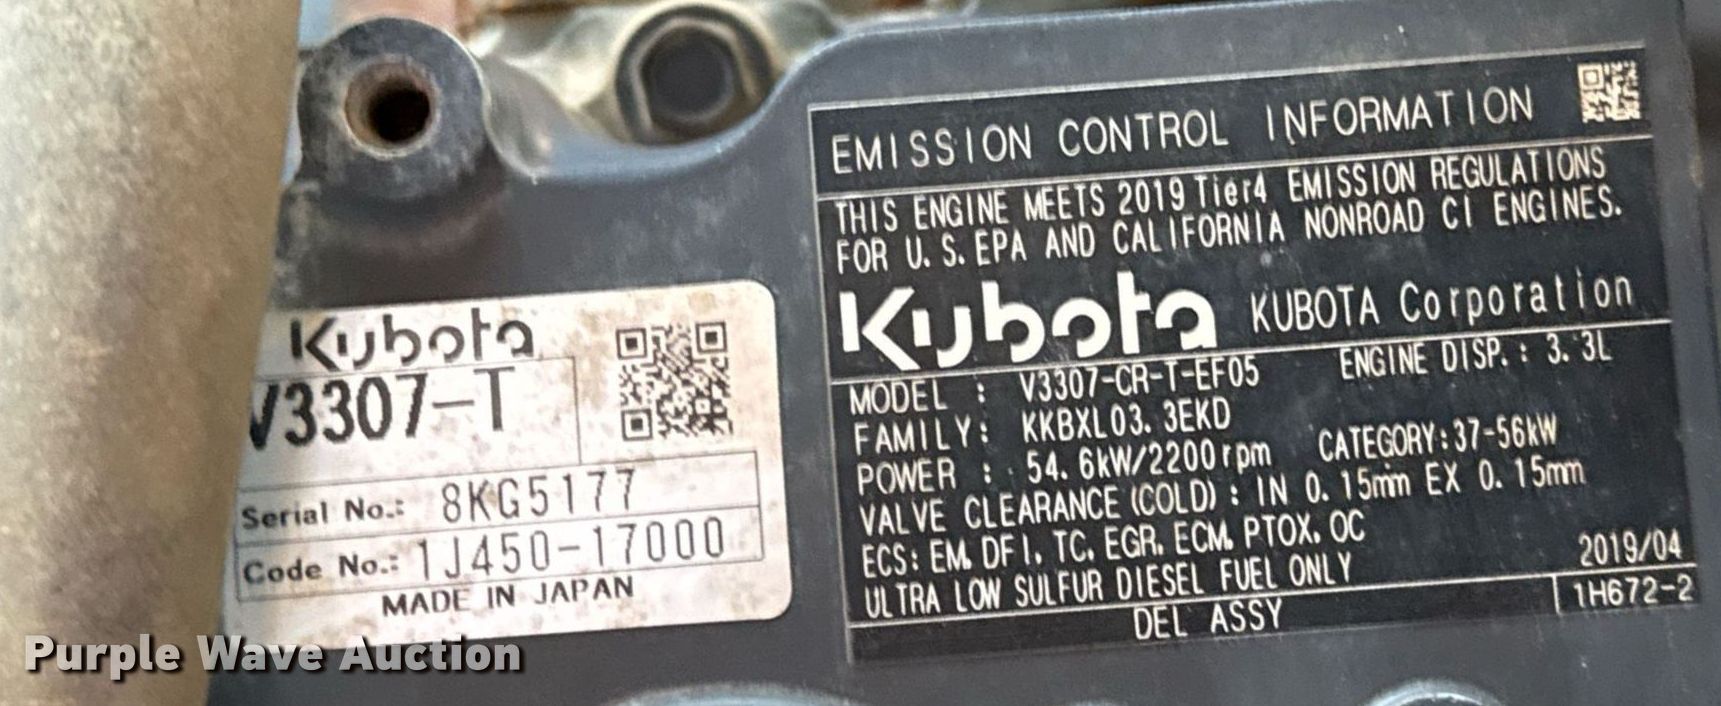 Kubota
V3307-T
Serial No.: 8KG5177
Code No.: 1J450-17000
MADE IN JAPAN
EMISSION CONTROL INFORMATION
THIS ENGINE MEETS 2019 Tier4 EMISSION REGULATIONS
FOR U.S. EPA AND CALIFORNIA NONROAD CI ENGINES.
Kubota KUBOTA Corporation
MODEL : V3307-CR-T-EF05 ENGINE DISP. : 3.3L
FAMILY: KKBXL03.3EKD
POWER : 54.6kW/2200rpm CATEGORY:37-56kW
VALVE CLEARANCE (COLD) : IN 0.15mm EX 0.15mm
ECS: EM, DFI, TC, EGR, ECM, PTOX, OC
ULTRA LOW SULFUR DIESEL FUEL ONLY 2019/04
DEL ASSY 1H672-2
Purple Wave Auction